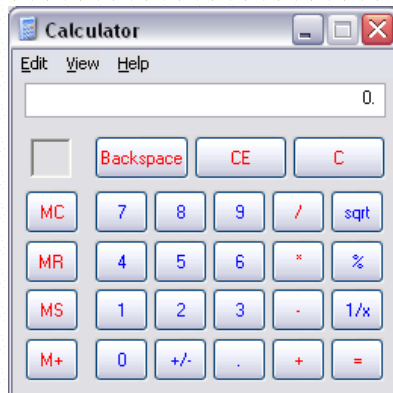 Calculator
Edit View Help
0.
Backspace CE C
MC 7 8 9 / sqrt
MR 4 5 6 * %
MS 1 2 3 - 1/x
M+ 0 +/- . + =